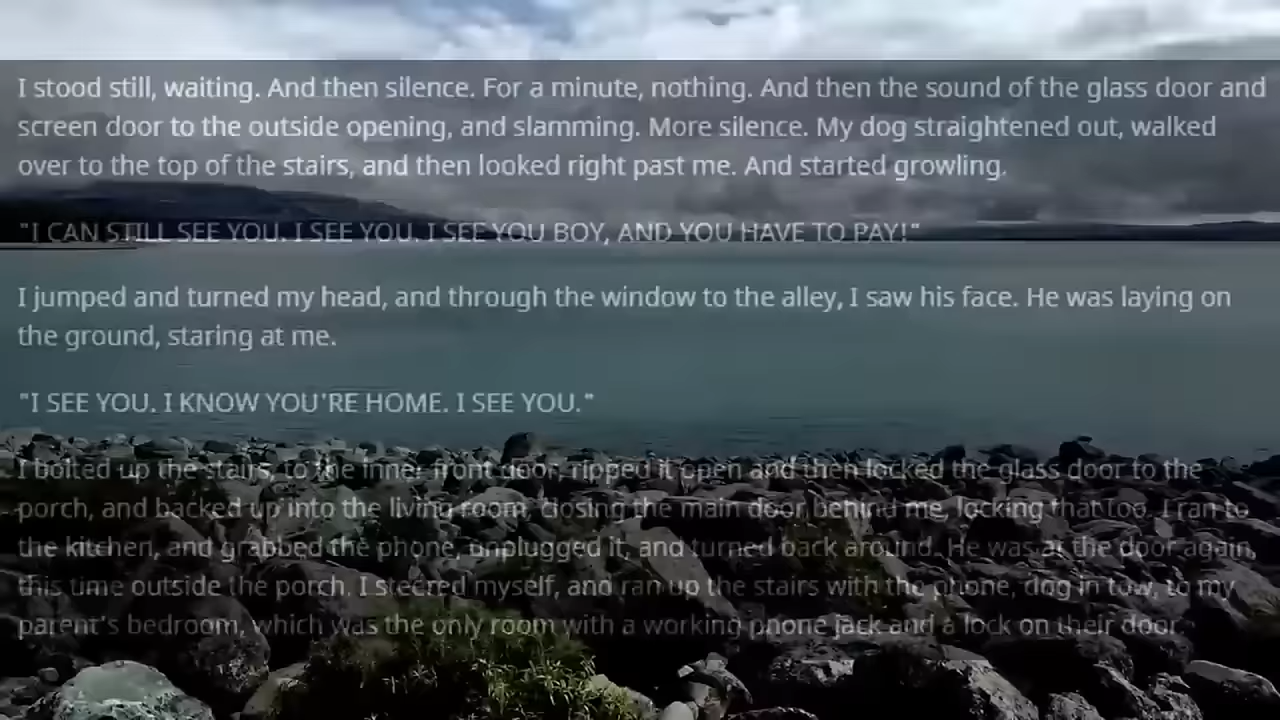 I stood still, waiting. And then silence. For a minute, nothing. And then the sound of the glass door and
screen door to the outside opening, and slamming. More silence. My dog straightened out, walked
over to the top of the stairs, and then looked right past me. And started growling.
"I CAN STILL SEE YOU. I SEE YOU. I SEE YOU BOY, AND YOU HAVE TO PAY!"
I jumped and turned my head, and through the window to the alley, I saw his face. He was laying on
the ground, staring at me.
"I SEE YOU. I KNOW YOU'RE HOME. I SEE YOU."
I bolted up the stairs, to the inner front door, ripped it open and then locked the glass door to the
porch, and backed up into the living room, closing the main door behind me, locking that too. I ran to
the kitchen, and grabbed the phone, unplugged it, and turned back around. He was at the door again,
this time outside the porch. I steered myself, and ran up the stairs with the phone, dog in tow, to my
parent's bedroom, which was the only room with a working phone jack and a lock on their door